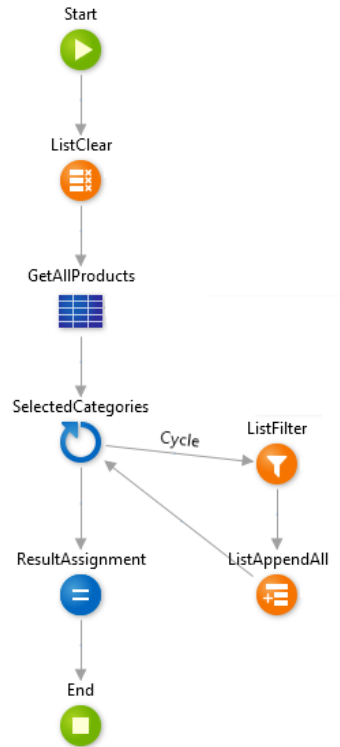 Start
ListClear
GetAllProducts
SelectedCategories
Cycle
ListFilter
ListAppendAll
ResultAssignment
End